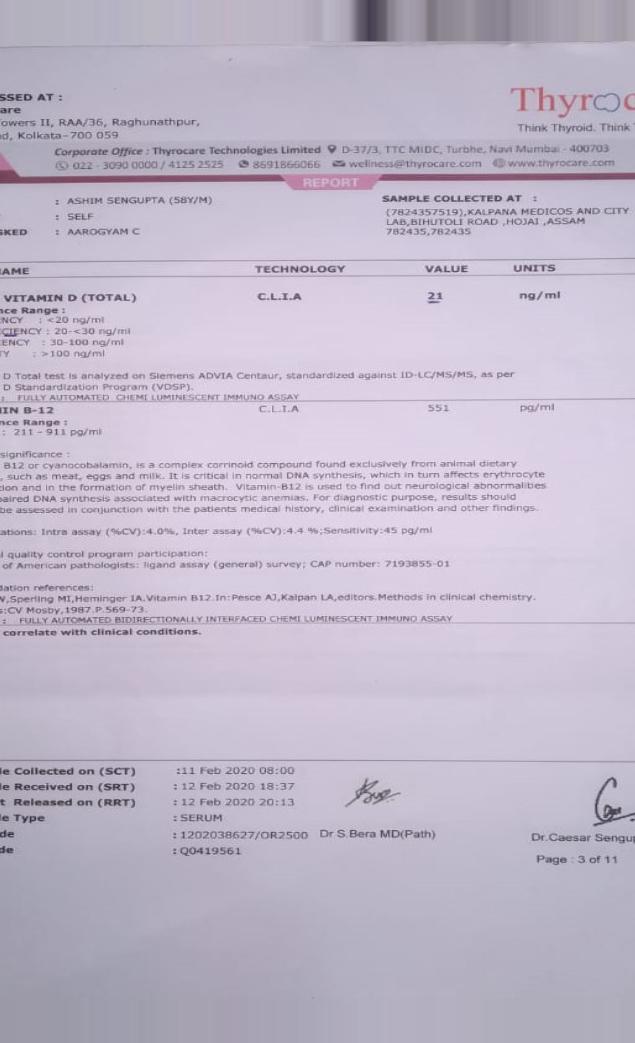 SSED AT :
are
owers II, RAA/36, Raghunathpur,
d, Kolkata-700 059
Thyroc
Think Thyroid. Think
Corporate Office : Thyrocare Technologies Limited D-37/3, TTC MIDC, Turbhe, Navi Mumbai - 400703
022 - 3090 0000 / 4125 2525 8691866066 wellness@thyrocare.com www.thyrocare.com
REPORT
: ASHIM SENGUPTA (58Y/M)
: SELF
SKED : AAROGYAM C
SAMPLE COLLECTED AT :
(7824357519),KALPANA MEDICOS AND CITY
LAB,BIHUTOLI ROAD ,HOJAI ,ASSAM
782435,782435
AME TECHNOLOGY VALUE UNITS
VITAMIN D (TOTAL) C.L.I.A 21 ng/ml
nce Range :
NCY : <20 ng/ml
CIENCY : 20-<30 ng/ml
ENCY : 30-100 ng/ml
TY : >100 ng/ml
D Total test is analyzed on Siemens ADVIA Centaur, standardized against ID-LC/MS/MS, as per
D Standardization Program (VDSP).
: FULLY AUTOMATED CHEMI LUMINESCENT IMMUNO ASSAY
IN B-12 C.L.I.A 551 pg/ml
nce Range :
: 211 - 911 pg/ml
significance :
B12 or cyanocobalamin, is a complex corrinoid compound found exclusively from animal dietary
, such as meat, eggs and milk. It is critical in normal DNA synthesis, which in turn affects erythrocyte
ion and in the formation of myelin sheath. Vitamin-B12 is used to find out neurological abnormalities
paired DNA synthesis associated with macrocytic anemias. For diagnostic purpose, results should
be assessed in conjunction with the patients medical history, clinical examination and other findings.
ations: Intra assay (%CV):4.0%, Inter assay (%CV):4.4 %;Sensitivity:45 pg/ml
l quality control program participation:
of American pathologists: ligand assay (general) survey; CAP number: 7193855-01
dation references:
W,Sperling MI,Heminger IA.Vitamin B12.In:Pesce AJ,Kalpan LA,editors.Methods in clinical chemistry.
s:CV Mosby,1987.P.569-73.
: FULLY AUTOMATED BIDIRECTIONALLY INTERFACED CHEMI LUMINESCENT IMMUNO ASSAY
correlate with clinical conditions.
le Collected on (SCT) :11 Feb 2020 08:00
le Received on (SRT) : 12 Feb 2020 18:37
t Released on (RRT) : 12 Feb 2020 20:13
le Type : SERUM
de : 1202038627/OR2500 Dr S.Bera MD(Path)
de : Q0419561
Dr.Caesar Sengup
Page : 3 of 11